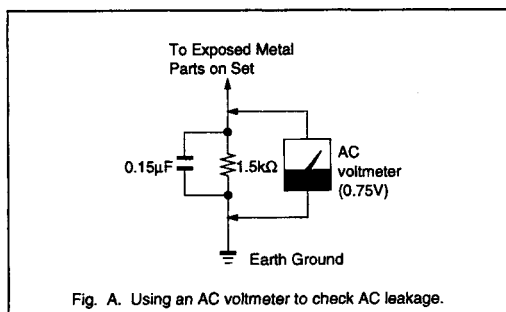 To Exposed Metal
Parts on Set
0.15µF
1.5kΩ
AC
voltmeter
(0.75V)
Earth Ground
Fig. A. Using an AC voltmeter to check AC leakage.